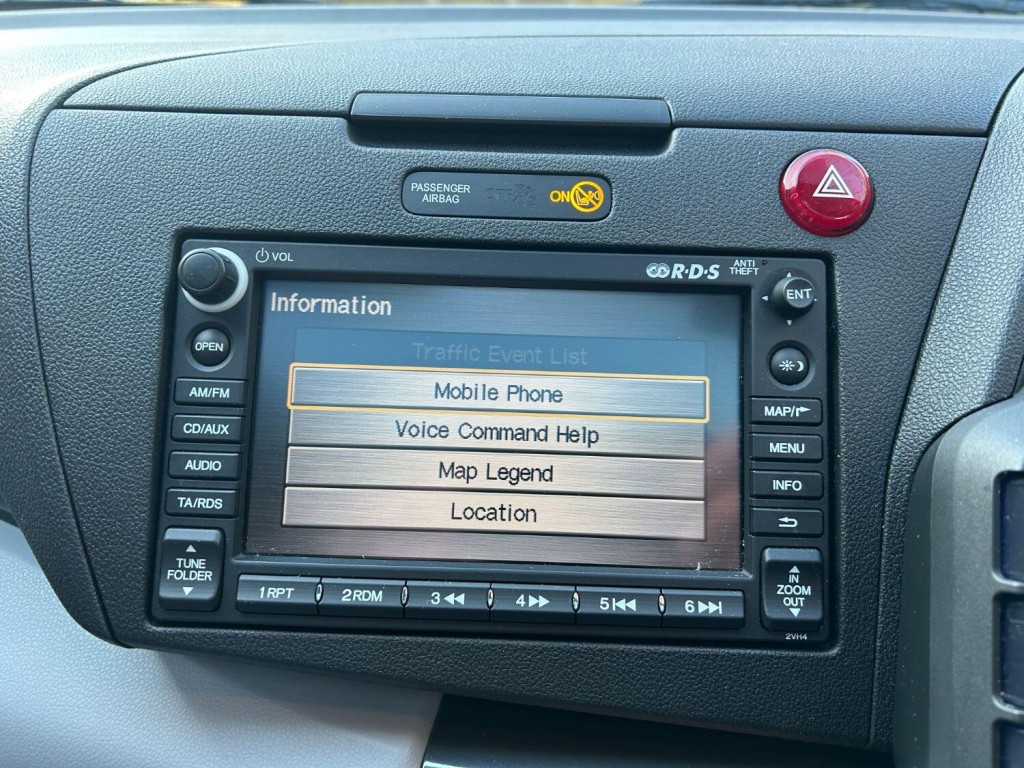 PASSENGER
AIRBAG
OFF
ON
VOL
R·D·S
ANTI
THEFT
ENT
Information
OPEN
Traffic Event List
AM/FM
Mobile Phone
MAP/
CD/AUX
Voice Command Help
MENU
AUDIO
Map Legend
INFO
TA/RDS
Location
TUNE
FOLDER
1RPT
2RDM
3
4
5
6
IN
ZOOM
OUT
2VH4